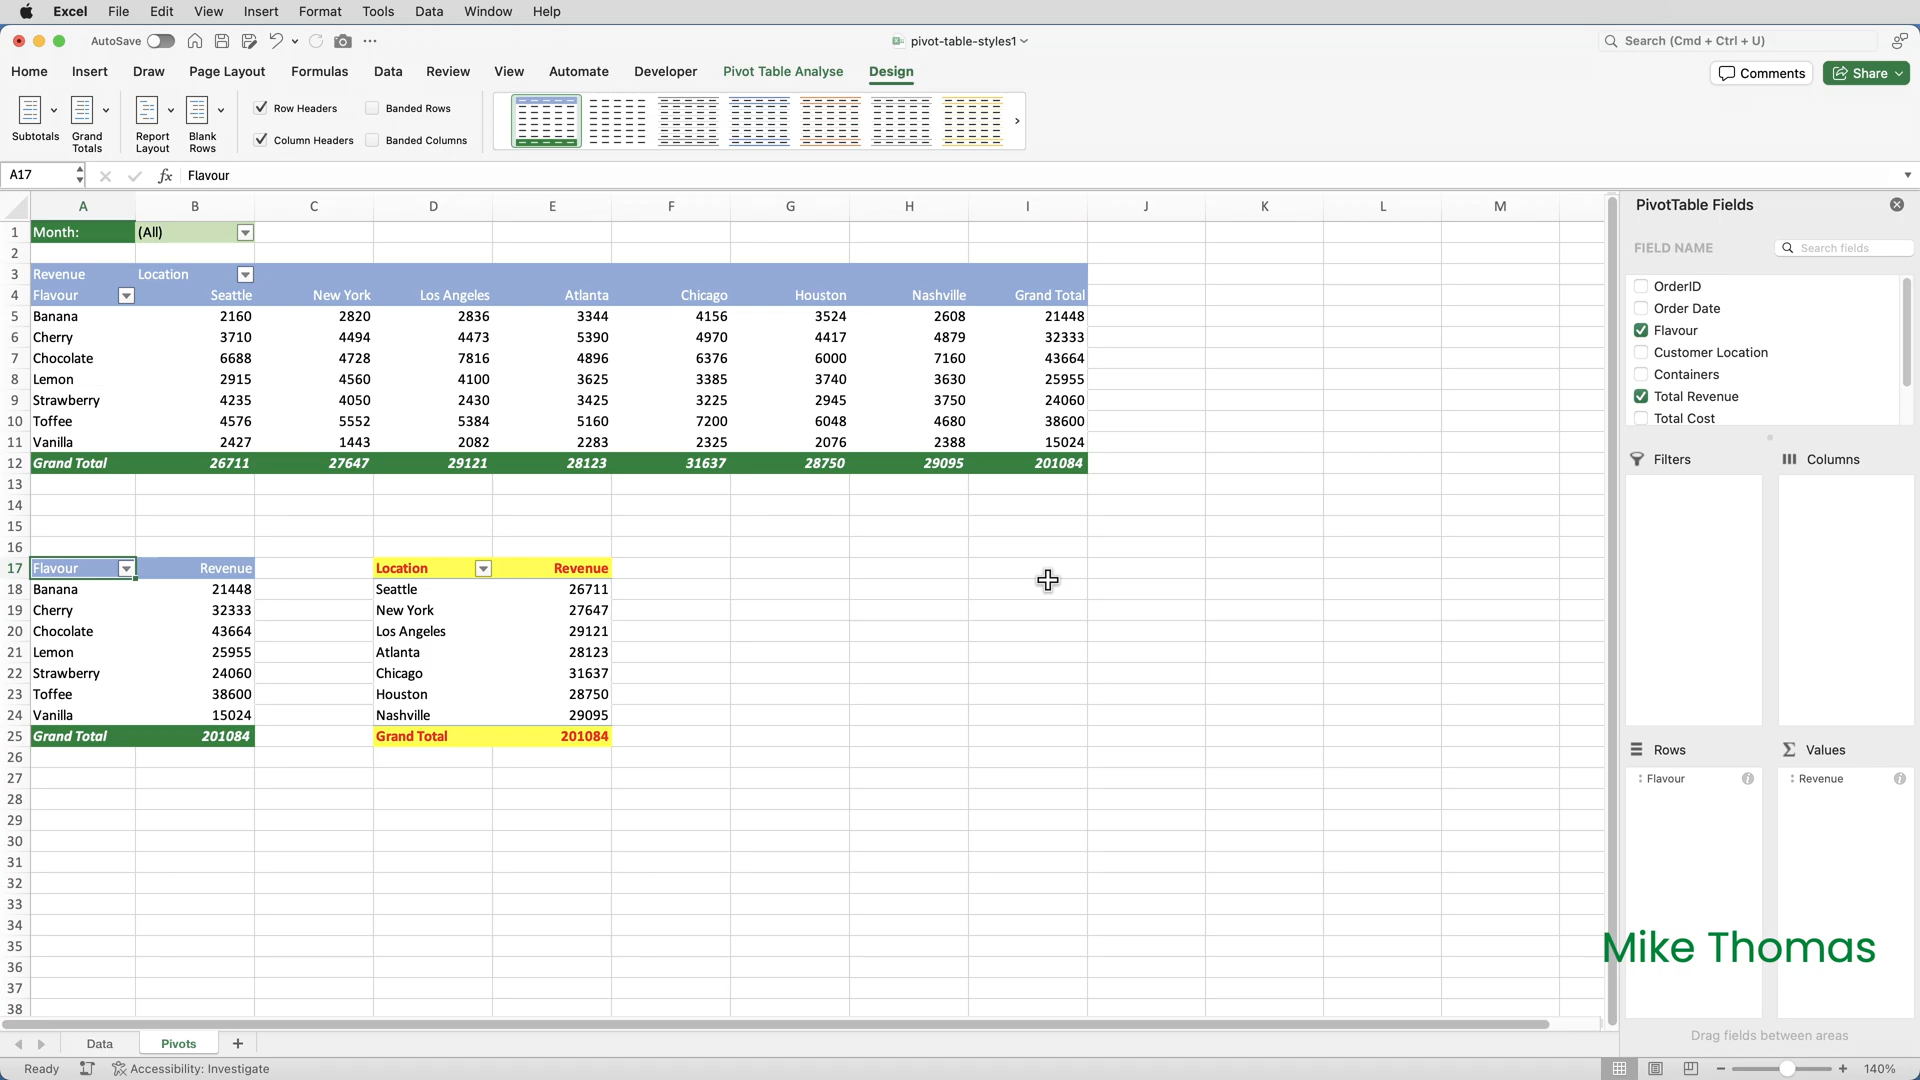 Excel File Edit View Insert Format Tools Data Window Help
AutoSave pivot-table-styles1 Search (Cmd + Ctrl + U)
Home Insert Draw Page Layout Formulas Data Review View Automate Developer Pivot Table Analyse Design Comments Share
Subtotals Grand Totals Report Layout Blank Rows
Row Headers Banded Rows
Column Headers Banded Columns
A17 fx Flavour
A B C D E F G H I J K L M
1 Month: (All)
2
3 Revenue Location
4 Flavour Seattle New York Los Angeles Atlanta Chicago Houston Nashville Grand Total
5 Banana 2160 2820 2836 3344 4156 3524 2608 21448
6 Cherry 3710 4494 4473 5390 4970 4417 4879 32333
7 Chocolate 6688 4728 7816 4896 6376 6000 7160 43664
8 Lemon 2915 4560 4100 3625 3385 3740 3630 25955
9 Strawberry 4235 4050 2430 3425 3225 2945 3750 24060
10 Toffee 4576 5552 5384 5160 7200 6048 4680 38600
11 Vanilla 2427 1443 2082 2283 2325 2076 2388 15024
12 Grand Total 26711 27647 29121 28123 31637 28750 29095 201084
13
14
15
16
17 Flavour Revenue Location Revenue
18 Banana 21448 Seattle 26711
19 Cherry 32333 New York 27647
20 Chocolate 43664 Los Angeles 29121
21 Lemon 25955 Atlanta 28123
22 Strawberry 24060 Chicago 31637
23 Toffee 38600 Houston 28750
24 Vanilla 15024 Nashville 29095
25 Grand Total 201084 Grand Total 201084
26
27
28
29
30
31
32
33
34
35
36
37
38
PivotTable Fields
FIELD NAME Search fields
OrderID
Order Date
Flavour
Customer Location
Containers
Total Revenue
Total Cost
Filters Columns
Rows Values
Flavour Revenue
Mike Thomas
Drag fields between areas
Data Pivots
Ready Accessibility: Investigate 140%